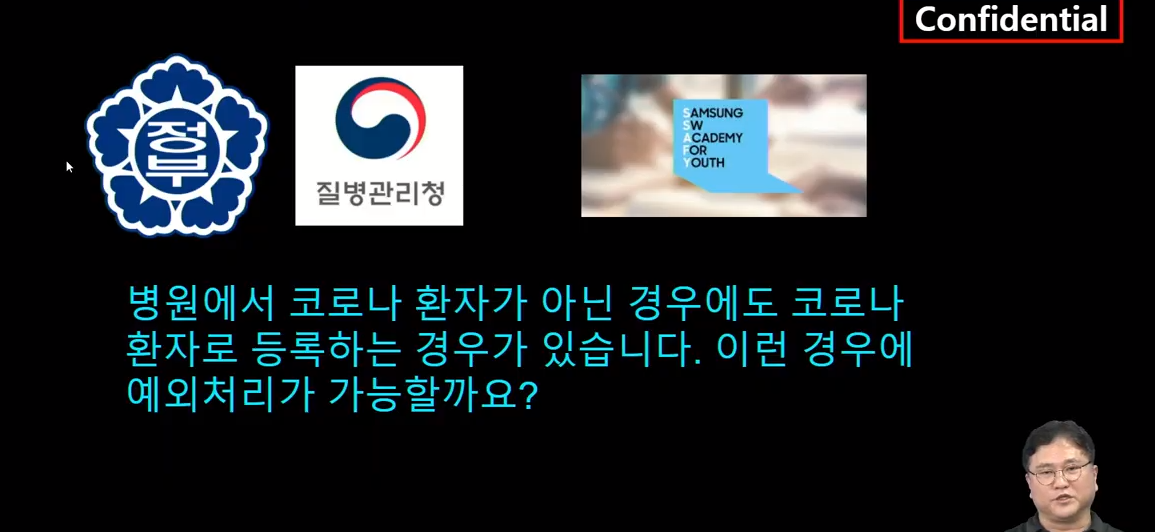 Confidential
정부
질병관리청
SAMSUNG
SW
ACADEMY
FOR
YOUTH
병원에서 코로나 환자가 아닌 경우에도 코로나
환자로 등록하는 경우가 있습니다. 이런 경우에
예외처리가 가능할까요?